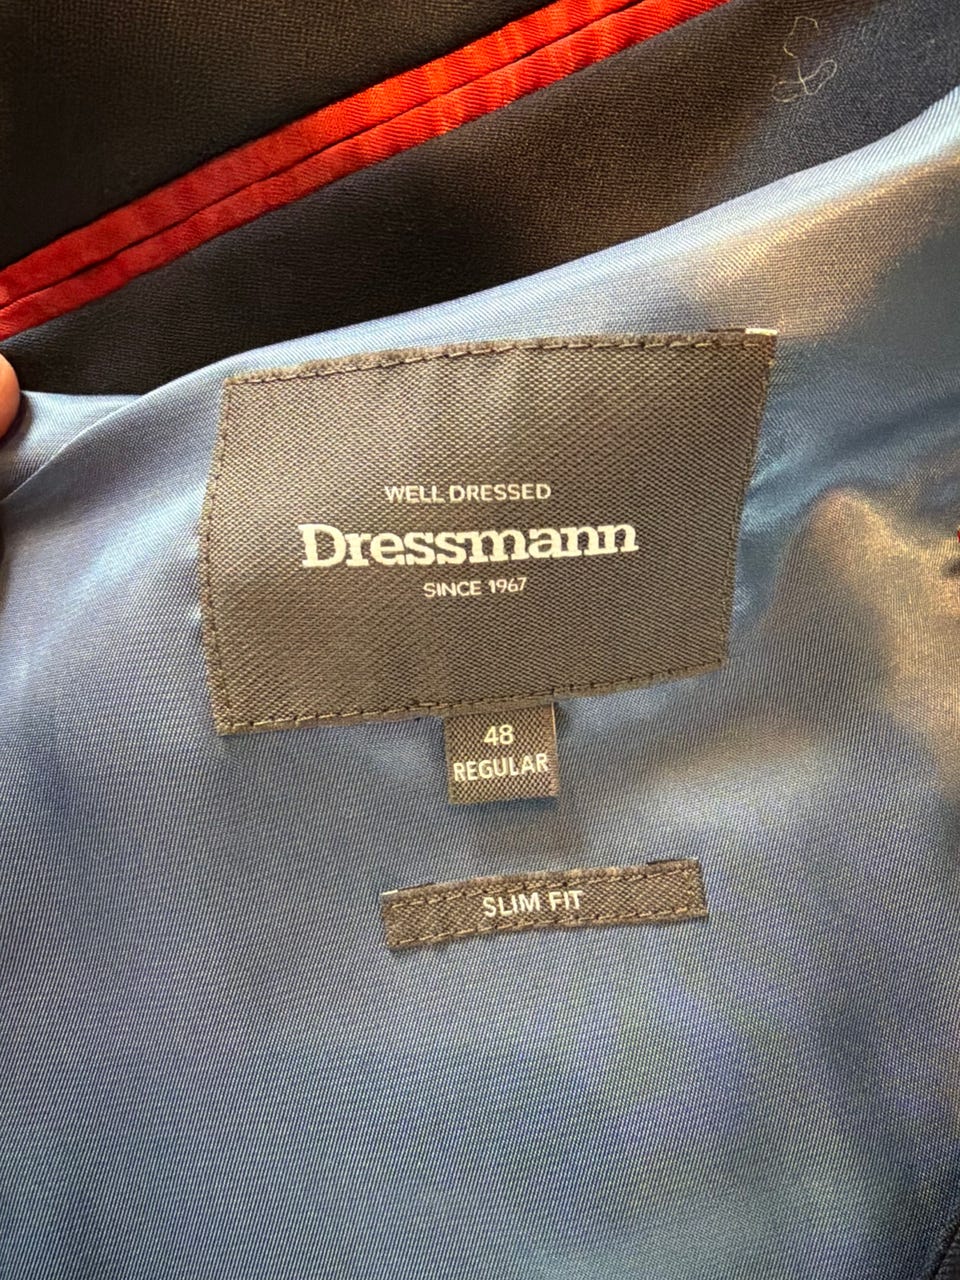 WELL DRESSED
Dressmann
SINCE 1967
48
REGULAR
SLIM FIT